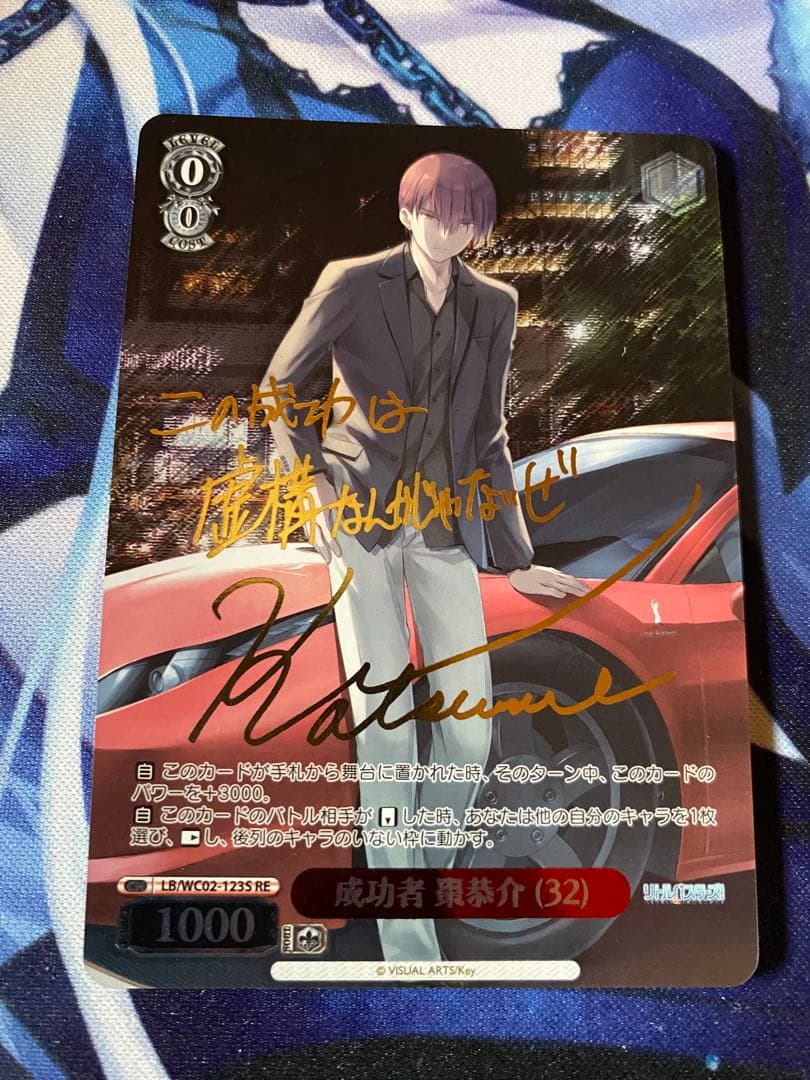 LEVEL
0
0
COST
この成功は
虚構なんかじゃないぜ
自 このカードが手札から舞台に置かれた時、そのターン中、このカードの
パワーを+3000。
自 このカードのバトル相手が した時、あなたは他の自分のキャラを1枚
選び、 し、後列のキャラのいない枠に動かす。
LB/WC02-123S RE
成功者 棗恭介 (32)
リトルバスターズ!
1000
SOUL
© VISUAL ARTS/Key